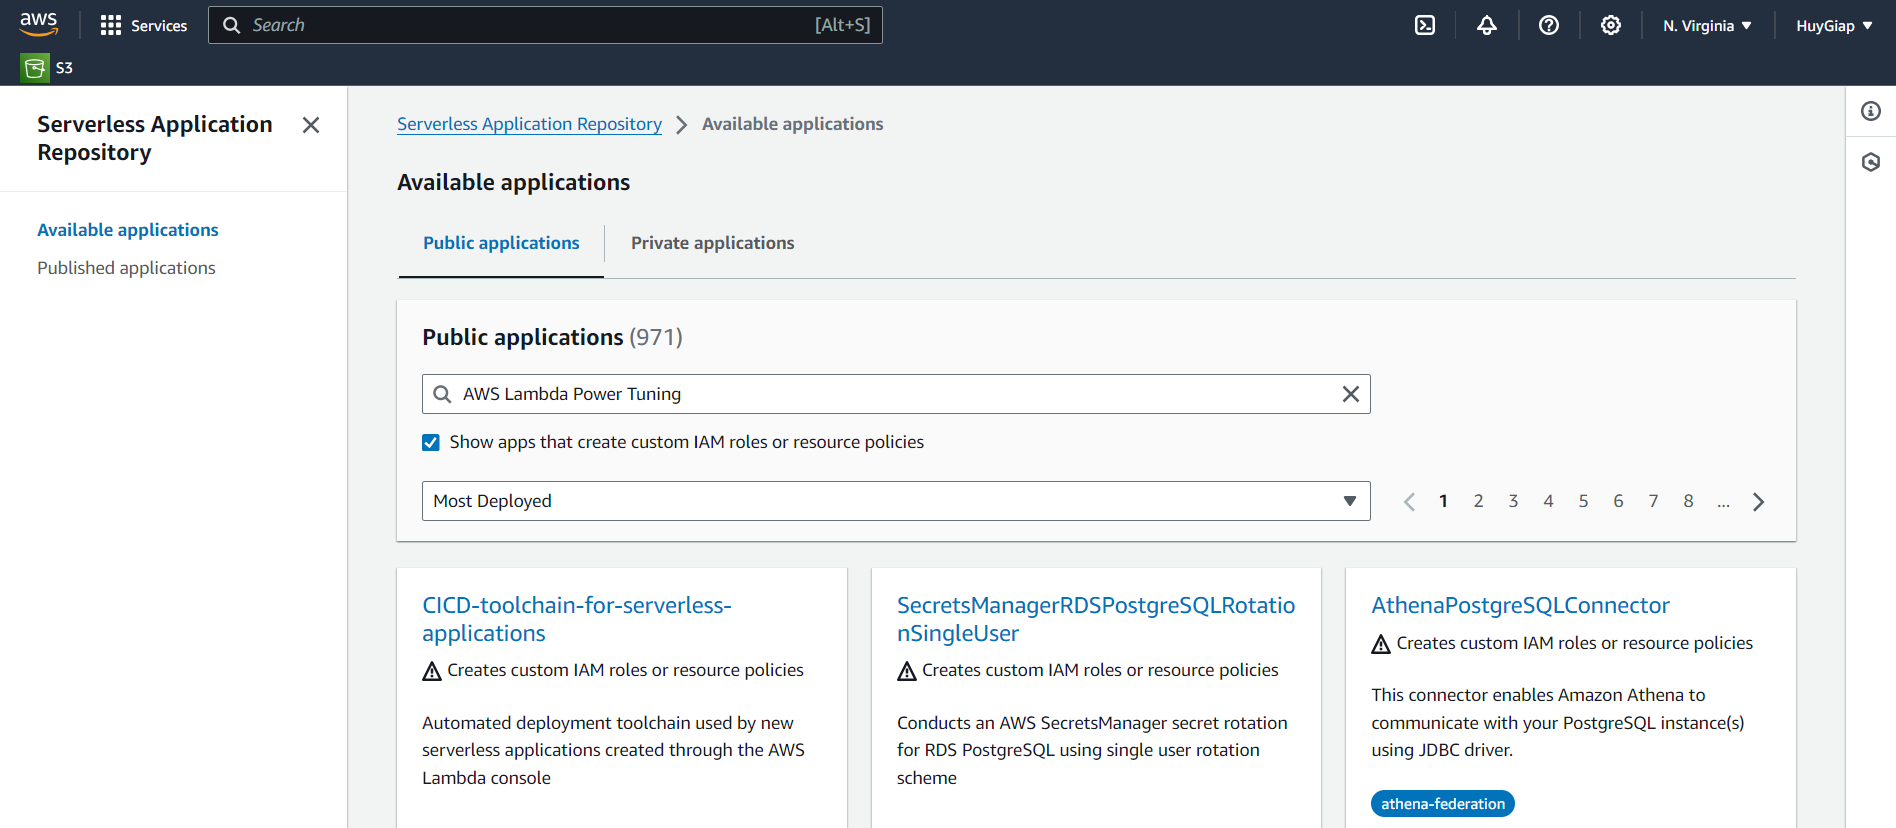 aws
Services
Search
[Alt+S]
N. Virginia
HuyGiap
S3
Serverless Application
Repository
Available applications
Published applications
Serverless Application Repository
Available applications
Available applications
Public applications
Private applications
Public applications (971)
AWS Lambda Power Tuning
Show apps that create custom IAM roles or resource policies
Most Deployed
1 2 3 4 5 6 7 8 ...
CICD-toolchain-for-serverless-
applications
Creates custom IAM roles or resource policies
Automated deployment toolchain used by new
serverless applications created through the AWS
Lambda console
SecretsManagerRDSPostgreSQLRotatio
nSingleUser
Creates custom IAM roles or resource policies
Conducts an AWS SecretsManager secret rotation
for RDS PostgreSQL using single user rotation
scheme
AthenaPostgreSQLConnector
Creates custom IAM roles or resource policies
This connector enables Amazon Athena to
communicate with your PostgreSQL instance(s)
using JDBC driver.
athena-federation